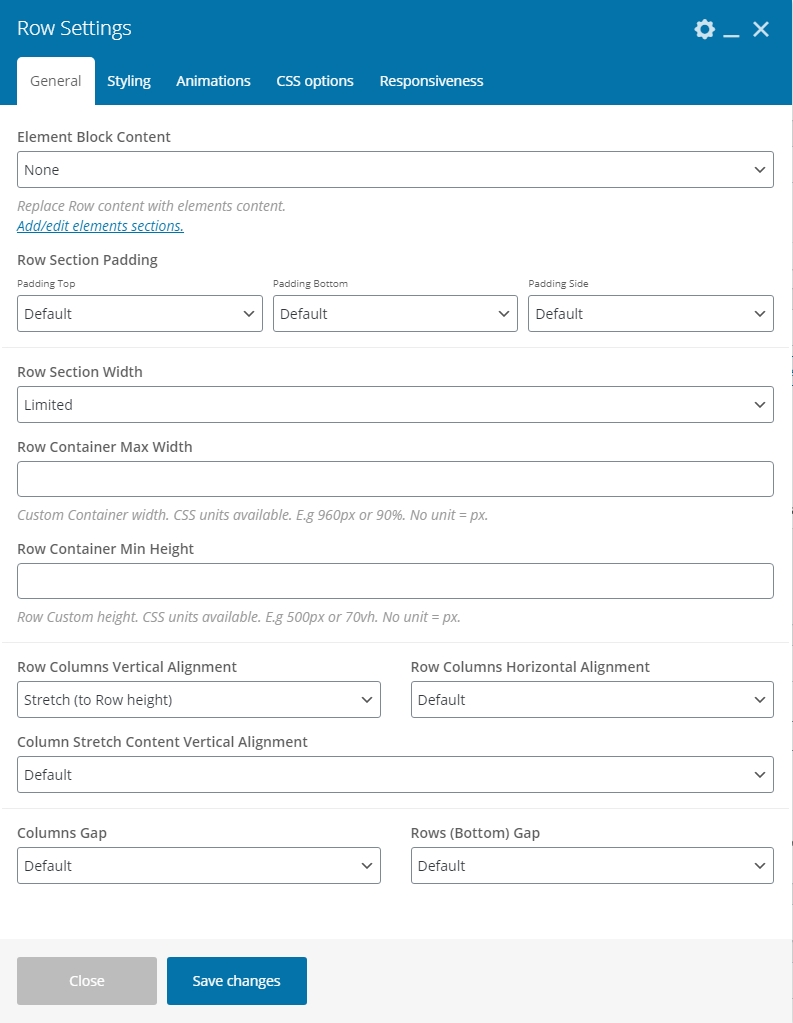 Row Settings
General Styling Animations CSS options Responsiveness
Element Block Content
None
Replace Row content with elements content.
Add/edit elements sections.
Row Section Padding
Padding Top Padding Bottom Padding Side
Default Default Default
Row Section Width
Limited
Row Container Max Width
Custom Container width. CSS units available. E.g 960px or 90%. No unit = px.
Row Container Min Height
Row Custom height. CSS units available. E.g 500px or 70vh. No unit = px.
Row Columns Vertical Alignment Row Columns Horizontal Alignment
Stretch (to Row height) Default
Column Stretch Content Vertical Alignment
Default
Columns Gap Rows (Bottom) Gap
Default Default
Close Save changes